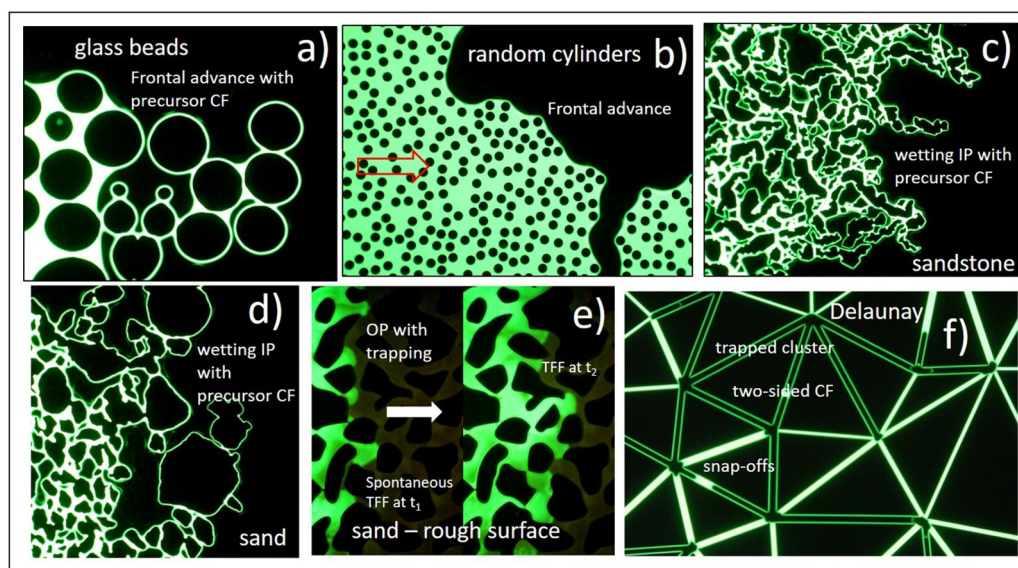 a)
glass beads
Frontal advance with
precursor CF
b)
random cylinders
Frontal advance
c)
wetting IP with
precursor CF
sandstone
d)
wetting IP
with
precursor CF
sand
e)
OP with
trapping
TFF at t₂
Spontaneous
TFF at t₁
sand – rough surface
f)
Delaunay
trapped cluster
two-sided CF
snap-offs